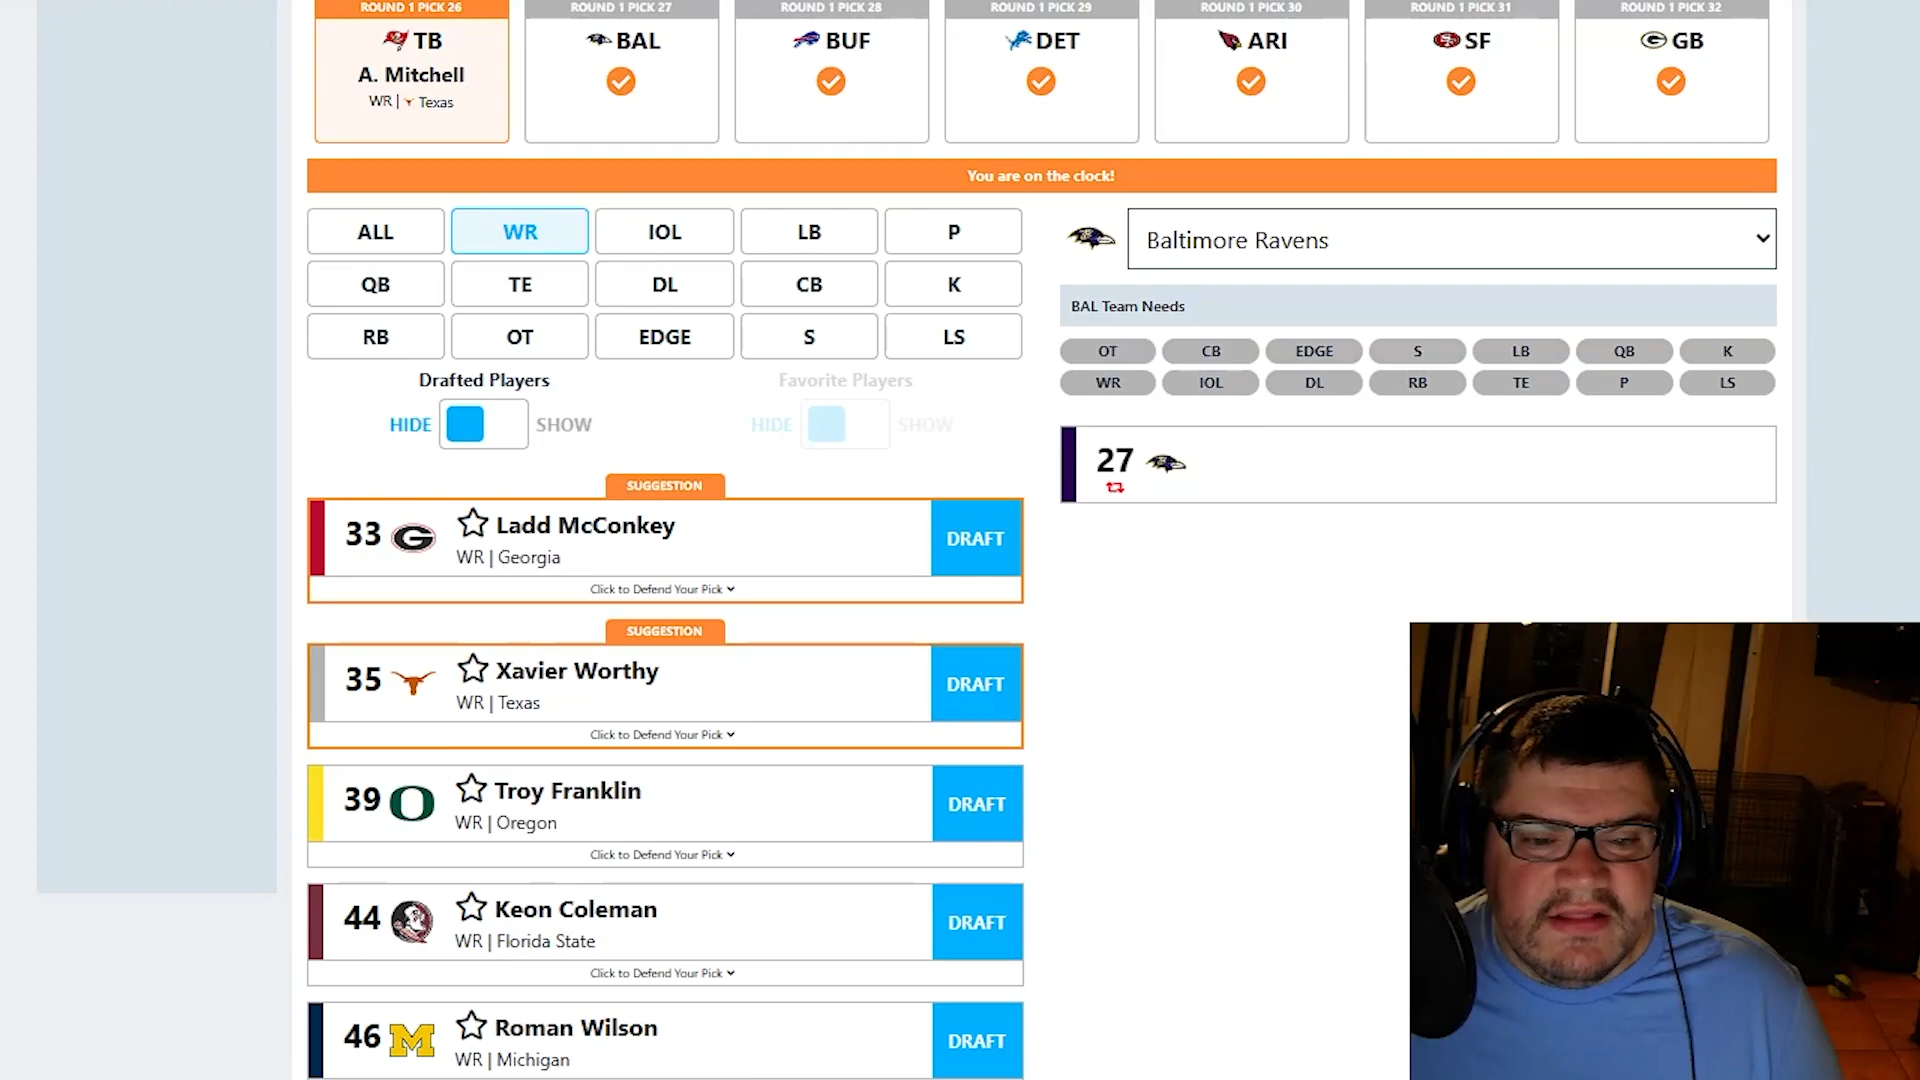 ROUND 1 PICK 26
TB
A. Mitchell
WR | Texas
ROUND 1 PICK 27
BAL
ROUND 1 PICK 28
BUF
ROUND 1 PICK 29
DET
ROUND 1 PICK 30
ARI
ROUND 1 PICK 31
SF
ROUND 1 PICK 32
GB
You are on the clock!
ALL WR IOL LB P
QB TE DL CB K
RB OT EDGE S LS
Drafted Players
HIDE SHOW
Favorite Players
HIDE SHOW
SUGGESTION
33 G Ladd McConkey
WR | Georgia
DRAFT
Click to Defend Your Pick
SUGGESTION
35 Xavier Worthy
WR | Texas
DRAFT
Click to Defend Your Pick
39 O Troy Franklin
WR | Oregon
DRAFT
Click to Defend Your Pick
44 Keon Coleman
WR | Florida State
DRAFT
Click to Defend Your Pick
46 M Roman Wilson
WR | Michigan
DRAFT
Baltimore Ravens
BAL Team Needs
OT CB EDGE S LB QB K
WR IOL DL RB TE P LS
27